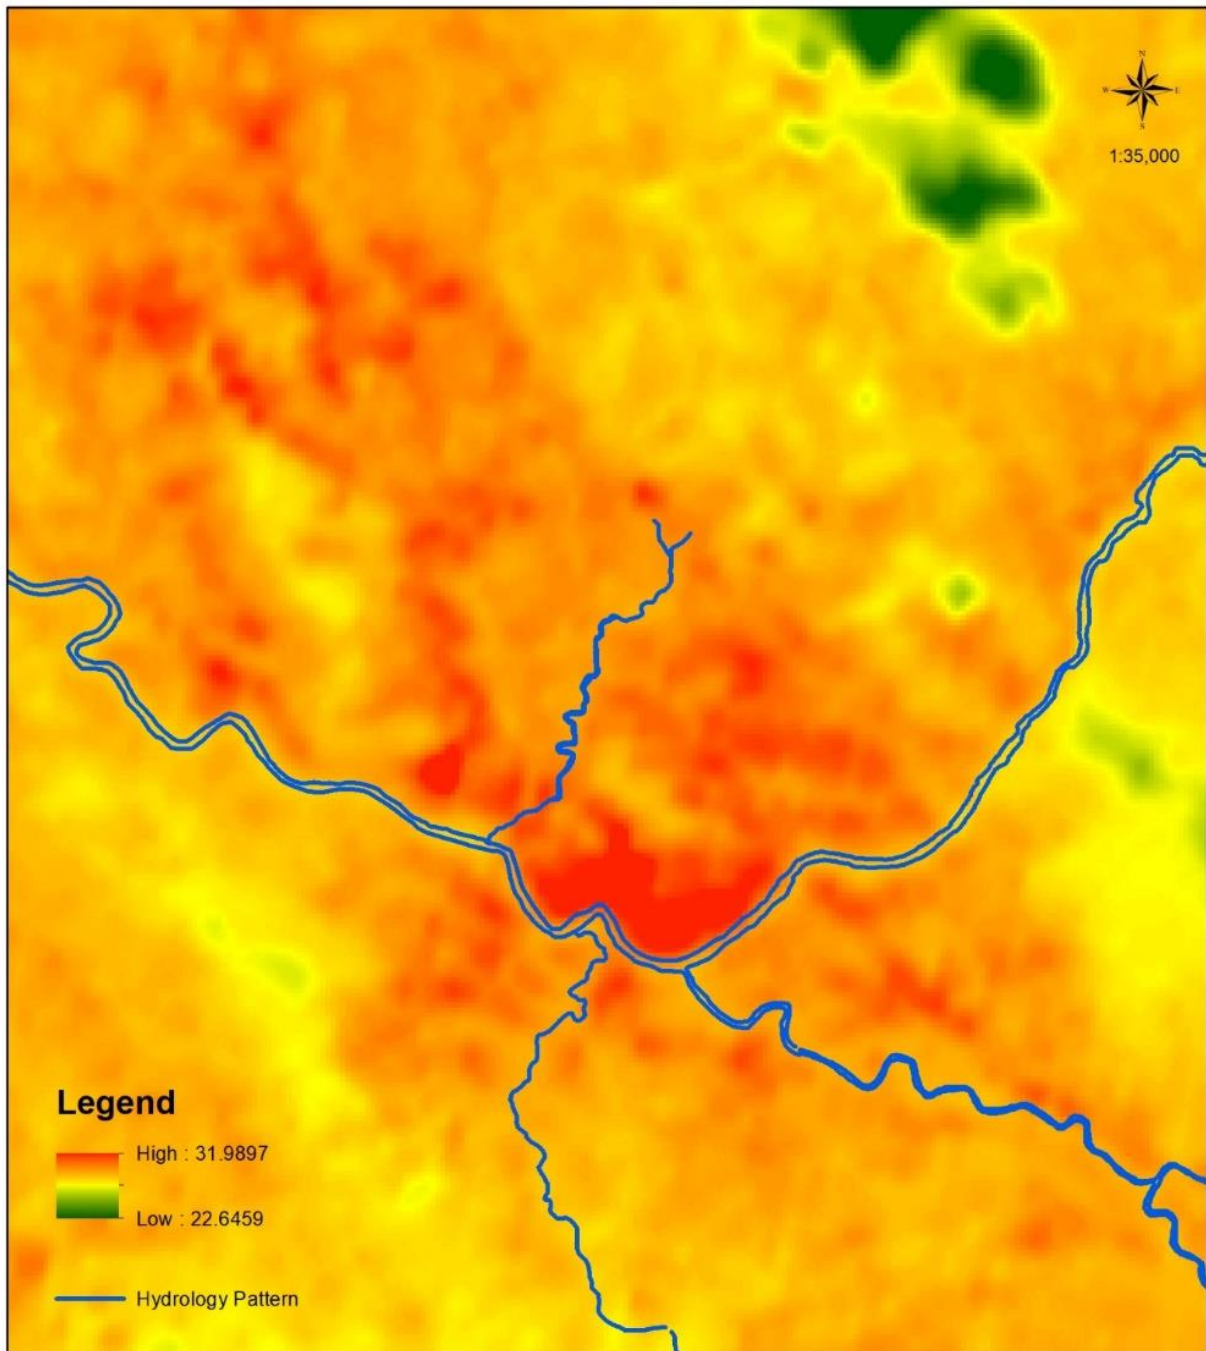 N
W E
S
1:35,000
Legend
High : 31.9897
Low : 22.6459
Hydrology Pattern